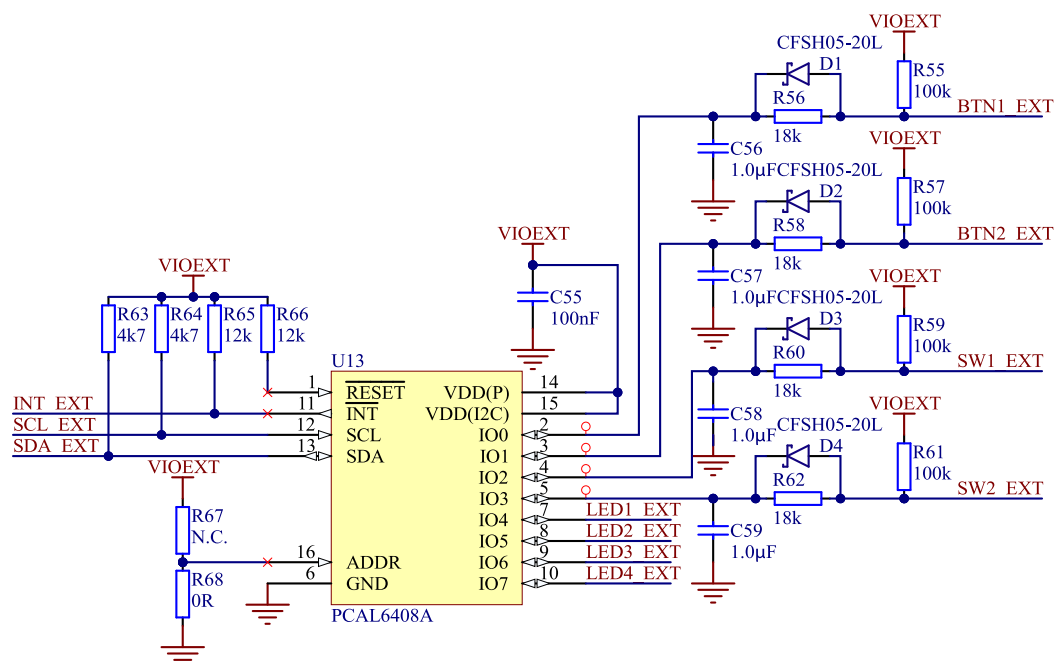 VIOEXT
CFSH05-20L
D1
R55
100k
R56
18k
BTN1_EXT
C56
1.0µF
VIOEXT
CFSH05-20L
D2
R57
100k
R58
18k
BTN2_EXT
C57
1.0µF
VIOEXT
CFSH05-20L
D3
R59
100k
R60
18k
SW1_EXT
C58
1.0µF
VIOEXT
CFSH05-20L
D4
R61
100k
R62
18k
SW2_EXT
C59
1.0µF
VIOEXT
C55
100nF
VIOEXT
R63
4k7
R64
4k7
R65
12k
R66
12k
INT_EXT
SCL_EXT
SDA_EXT
VIOEXT
R67
N.C.
R68
0R
U13
1 RESET
11 INT
12 SCL
13 SDA
16 ADDR
6 GND
VDD(P) 14
VDD(I2C) 15
IO0 2
IO1 3
IO2 4
IO3 5
IO4 7 LED1_EXT
IO5 8 LED2_EXT
IO6 9 LED3_EXT
IO7 10 LED4_EXT
PCAL6408A